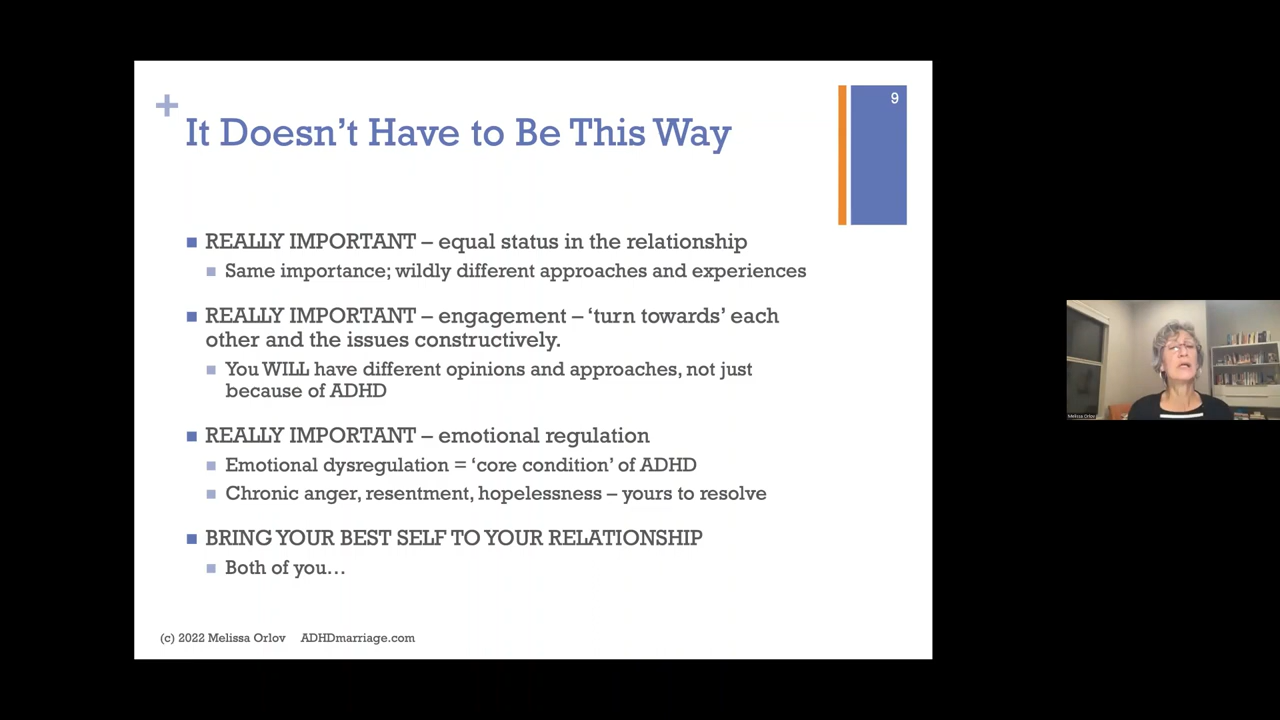 +
9
It Doesn't Have to Be This Way
REALLY IMPORTANT – equal status in the relationship
Same importance; wildly different approaches and experiences
REALLY IMPORTANT – engagement – 'turn towards' each
other and the issues constructively.
You WILL have different opinions and approaches, not just
because of ADHD
REALLY IMPORTANT – emotional regulation
Emotional dysregulation = 'core condition' of ADHD
Chronic anger, resentment, hopelessness – yours to resolve
BRING YOUR BEST SELF TO YOUR RELATIONSHIP
Both of you…
(c) 2022 Melissa Orlov ADHDmarriage.com
Melissa Orlov